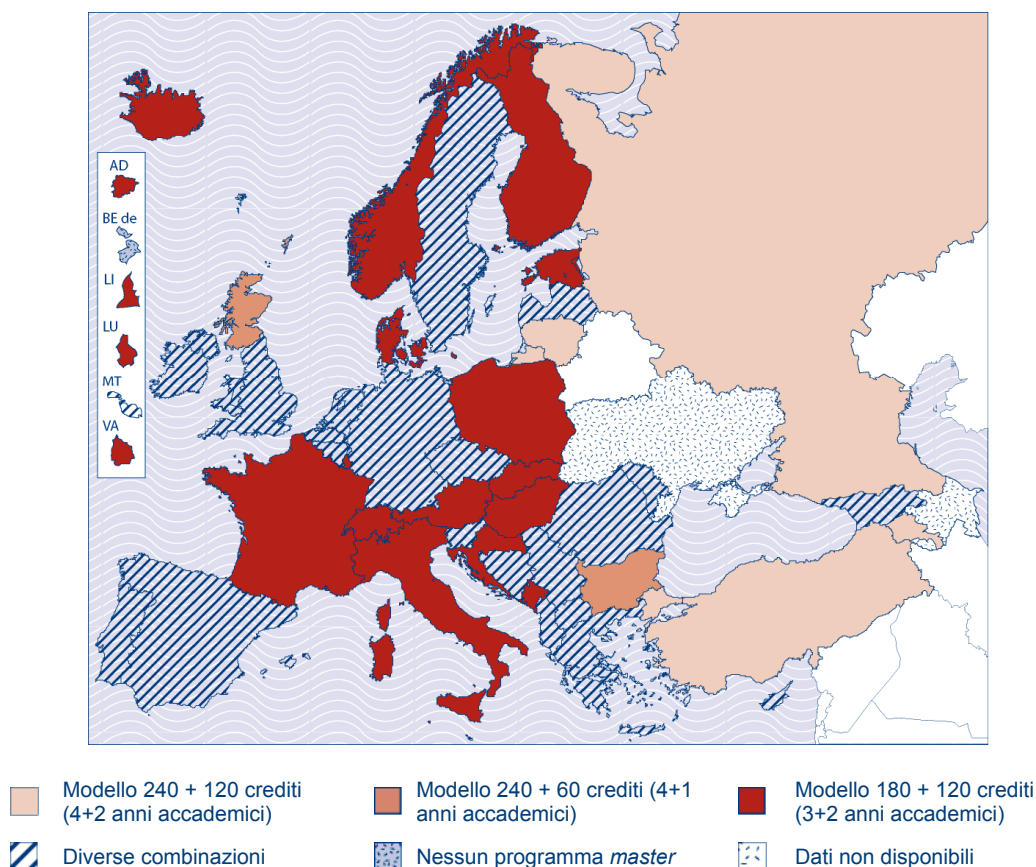 AD
BE de
LI
LU
MT
VA
Modello 240 + 120 crediti
(4+2 anni accademici)
Modello 240 + 60 crediti (4+1
anni accademici)
Modello 180 + 120 crediti
(3+2 anni accademici)
Diverse combinazioni
Nessun programma master
Dati non disponibili